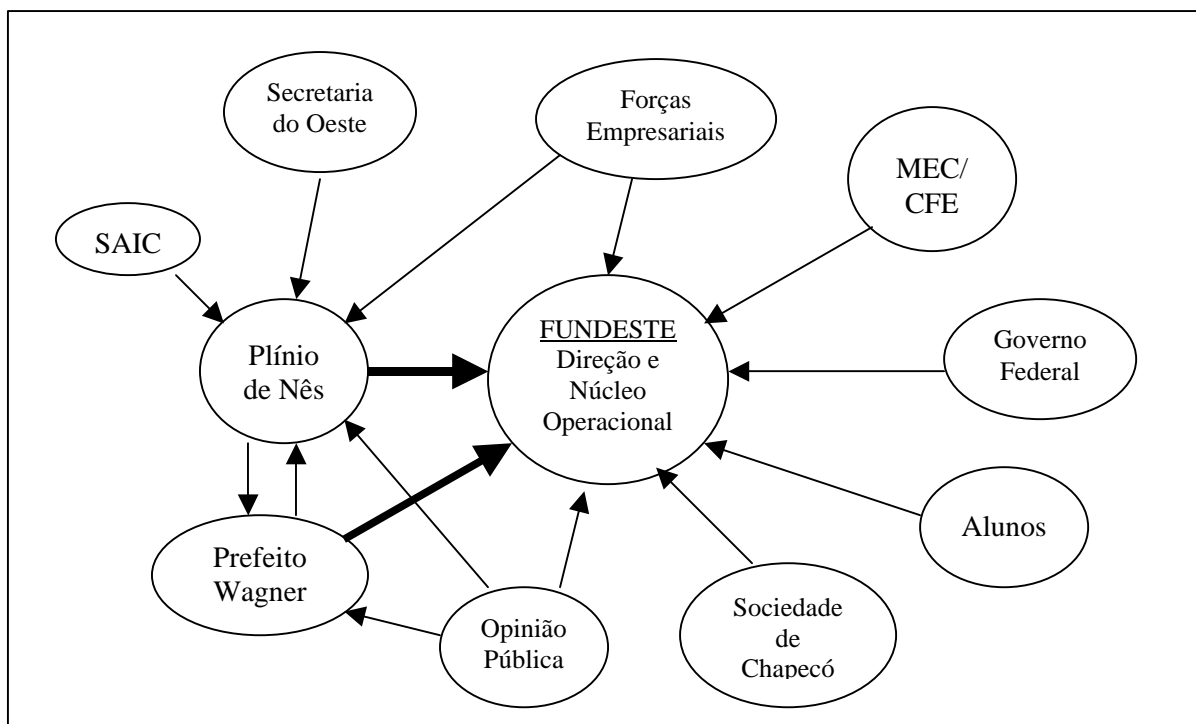 Secretaria
do Oeste
Forças
Empresariais
MEC/
CFE
SAIC
FUNDESTE
Direção e
Núcleo
Operacional
Plínio
de Nês
Governo
Federal
Alunos
Prefeito
Wagner
Opinião
Pública
Sociedade
de
Chapecó